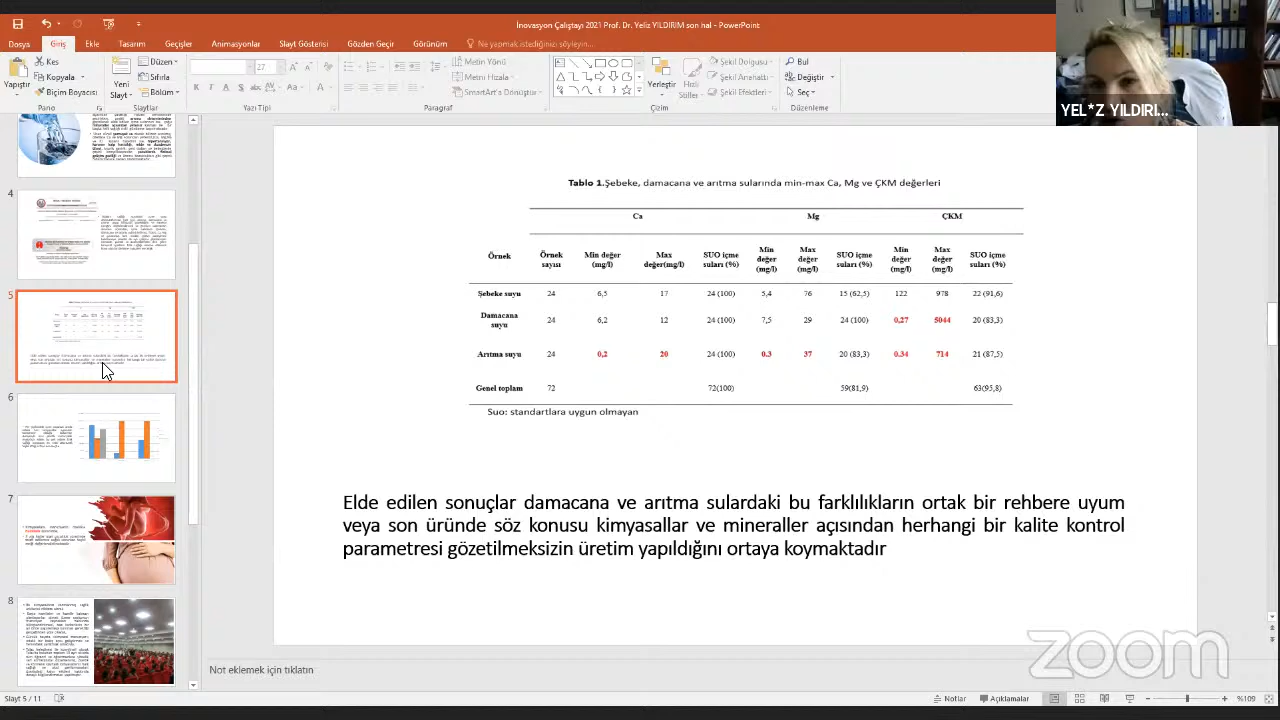 İnovasyon Çalıştayı 2021 Prof. Dr. Yeliz YILDIRIM son hal - PowerPoint
Dosya Giriş Ekle Tasarım Geçişler Animasyonlar Slayt Gösterisi Gözden Geçir Görünüm Ne yapmak istediğinizi söyleyin...
Yapıştır
Kes
Kopyala
Biçim Boyacısı
Pano
Yeni Slayt
Düzen
Sıfırla
Bölüm
Slaytlar
27
Yazı Tipi
Metin Yönü
Metni Hizala
SmartArt'a Dönüştür
Paragraf
Yerleştir
Hızlı Stiller
Şekil Dolgusu
Şekil Anahattı
Şekil Efektleri
Çizim
Bul
Değiştir
Seç
Düzenleme
YEL*Z YILDIRI...
4
5
6
7
8
Tablo 1.Şebeke, damacana ve arıtma sularında min-max Ca, Mg ve ÇKM değerleri
Ca Mg ÇKM
Örnek Örnek sayısı Min değer (mg/l) Max değer(mg/l) SUO içme suları (%) Min değer (mg/l) Max değer (mg/l) SUO içme suları (%) Min değer (mg/l) Max değer (mg/l) SUO içme suları (%)
Şebeke suyu 24 6,5 17 24 (100) 5,4 76 15 (62,5) 122 978 22 (91,6)
Damacana suyu 24 6,2 12 24 (100) 7,5 29 24 (100) 0,27 5044 20 (83,3)
Arıtma suyu 24 0,2 20 24 (100) 0.3 37 20 (83,3) 0,34 714 21 (87,5)
Genel toplam 72 72(100) 59(81,9) 63(95,8)
Suo: standartlara uygun olmayan
Elde edilen sonuçlar damacana ve arıtma sulardaki bu farklılıkların ortak bir rehbere uyum
veya son üründe söz konusu kimyasallar ve mineraller açısından herhangi bir kalite kontrol
parametresi gözetilmeksizin üretim yapıldığını ortaya koymaktadır
zoom
Not eklemek için tıklatın
Slayt 5 / 11
Notlar
Açıklamalar
%109